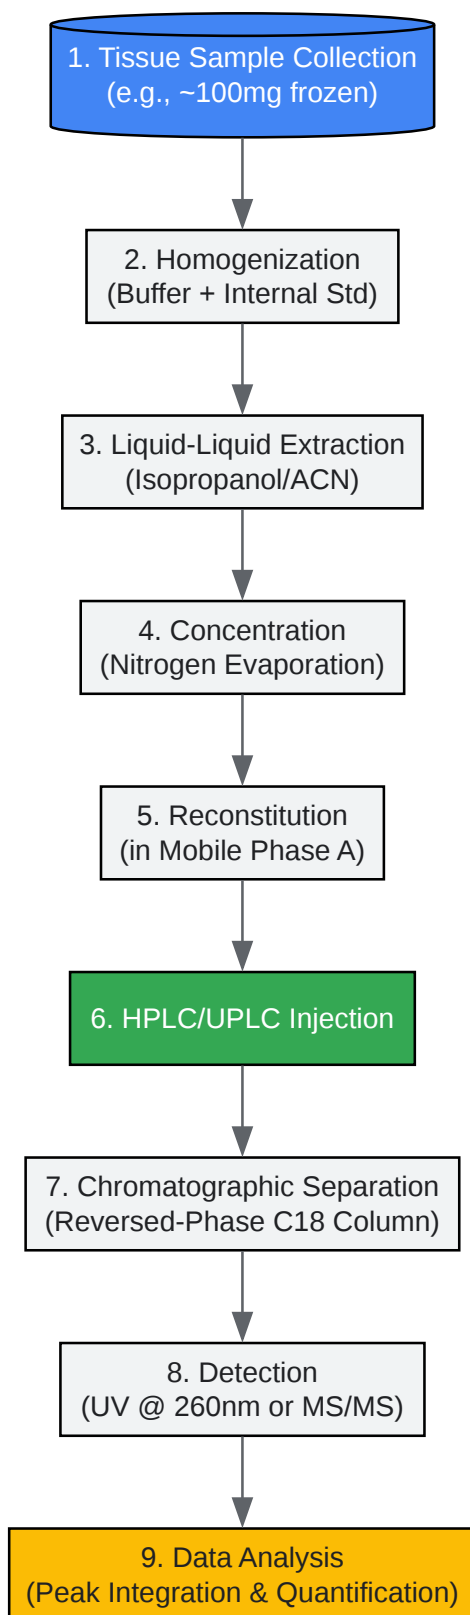 1. Tissue Sample Collection
(e.g., ~100mg frozen)
2. Homogenization
(Buffer + Internal Std)
3. Liquid-Liquid Extraction
(Isopropanol/ACN)
4. Concentration
(Nitrogen Evaporation)
5. Reconstitution
(in Mobile Phase A)
6. HPLC/UPLC Injection
7. Chromatographic Separation
(Reversed-Phase C18 Column)
8. Detection
(UV @ 260nm or MS/MS)
9. Data Analysis
(Peak Integration & Quantification)